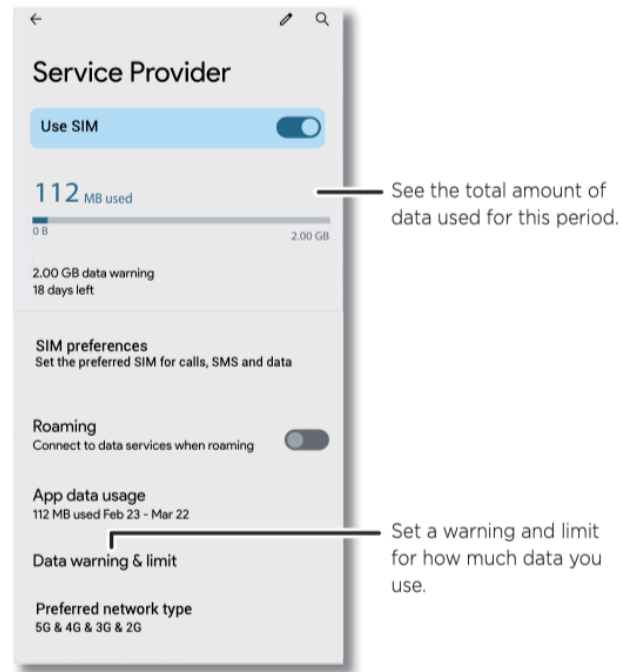 Service Provider
Use SIM
112 MB used
0 B
2.00 GB
2.00 GB data warning
18 days left
See the total amount of
data used for this period.
SIM preferences
Set the preferred SIM for calls, SMS and data
Roaming
Connect to data services when roaming
App data usage
112 MB used Feb 23 - Mar 22
Data warning & limit
Set a warning and limit
for how much data you
use.
Preferred network type
5G & 4G & 3G & 2G